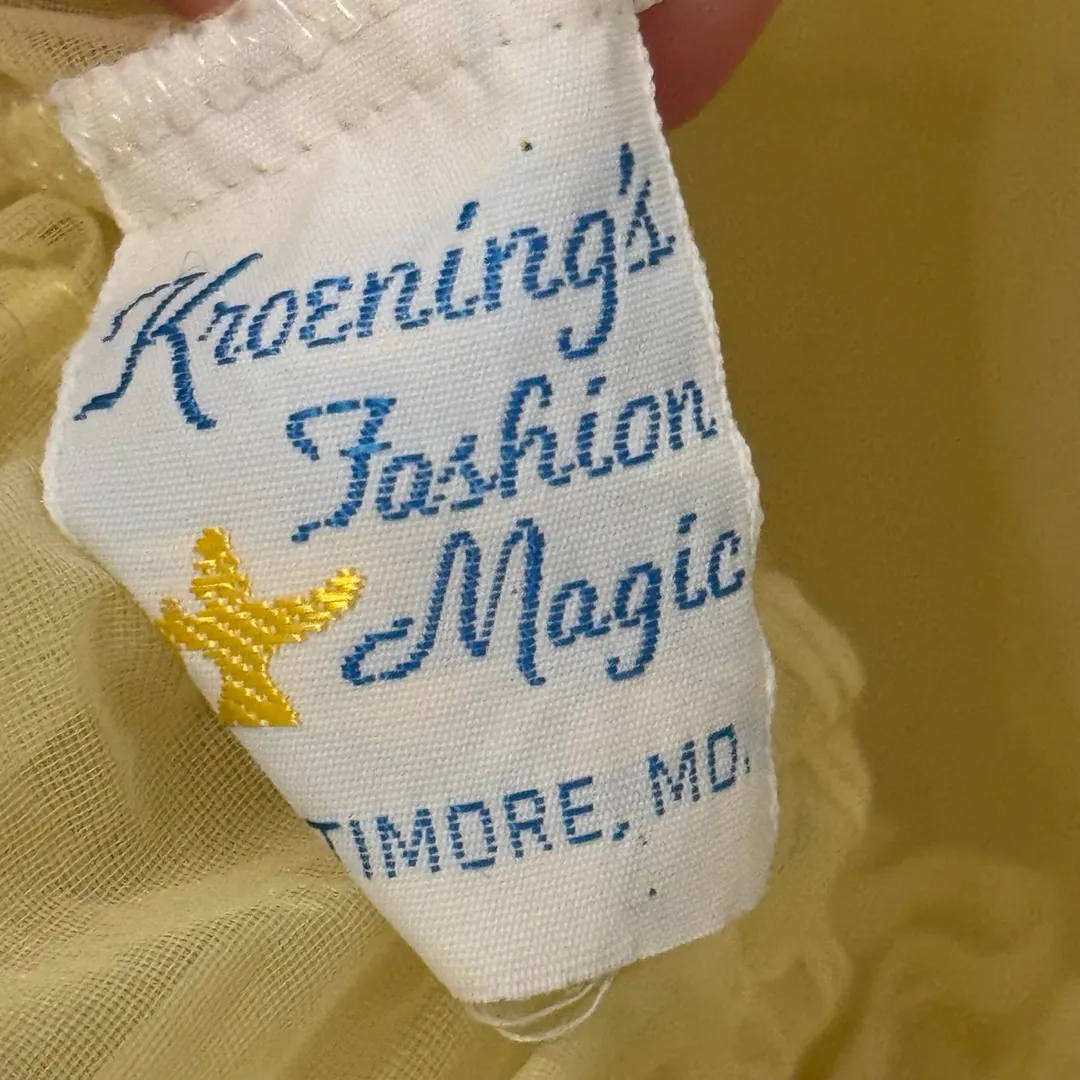 Kroening's
Fashion
Magic
TIMORE, MD.